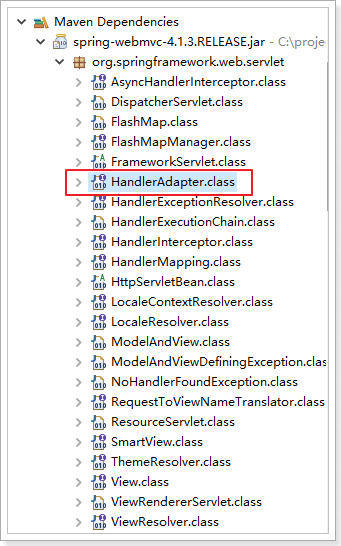 Maven Dependencies
spring-webmvc-4.1.3.RELEASE.jar - C:\proje
org.springframework.web.servlet
AsyncHandlerInterceptor.class
DispatcherServlet.class
FlashMap.class
FlashMapManager.class
FrameworkServlet.class
HandlerAdapter.class
HandlerExceptionResolver.class
HandlerExecutionChain.class
HandlerInterceptor.class
HandlerMapping.class
HttpServletBean.class
LocaleContextResolver.class
LocaleResolver.class
ModelAndView.class
ModelAndViewDefiningException.class
NoHandlerFoundException.class
RequestToViewNameTranslator.class
ResourceServlet.class
SmartView.class
ThemeResolver.class
View.class
ViewRendererServlet.class
ViewResolver.class